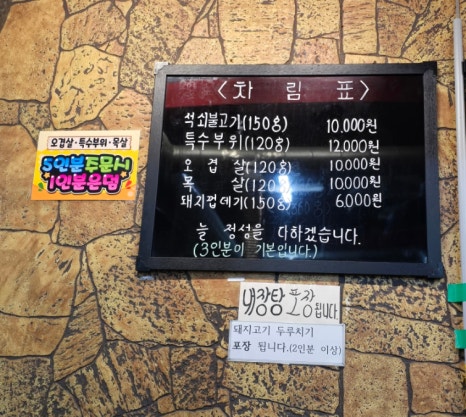 <차림표>
석쇠불고기(150g) 10,000원
특수부위(120g) 12,000원
오겹살(120g) 10,000원
목살(120g) 10000원
돼지껍데기(150g) 6,000원
늘 정성을 다하겠습니다.
(3인분이 기본입니다.)
오겹살·특수부위·목살
5인분주문시
1인분은
내장탕 포장 됩니다
돼지고기 두루치기
포장 됩니다.(2인분 이상)